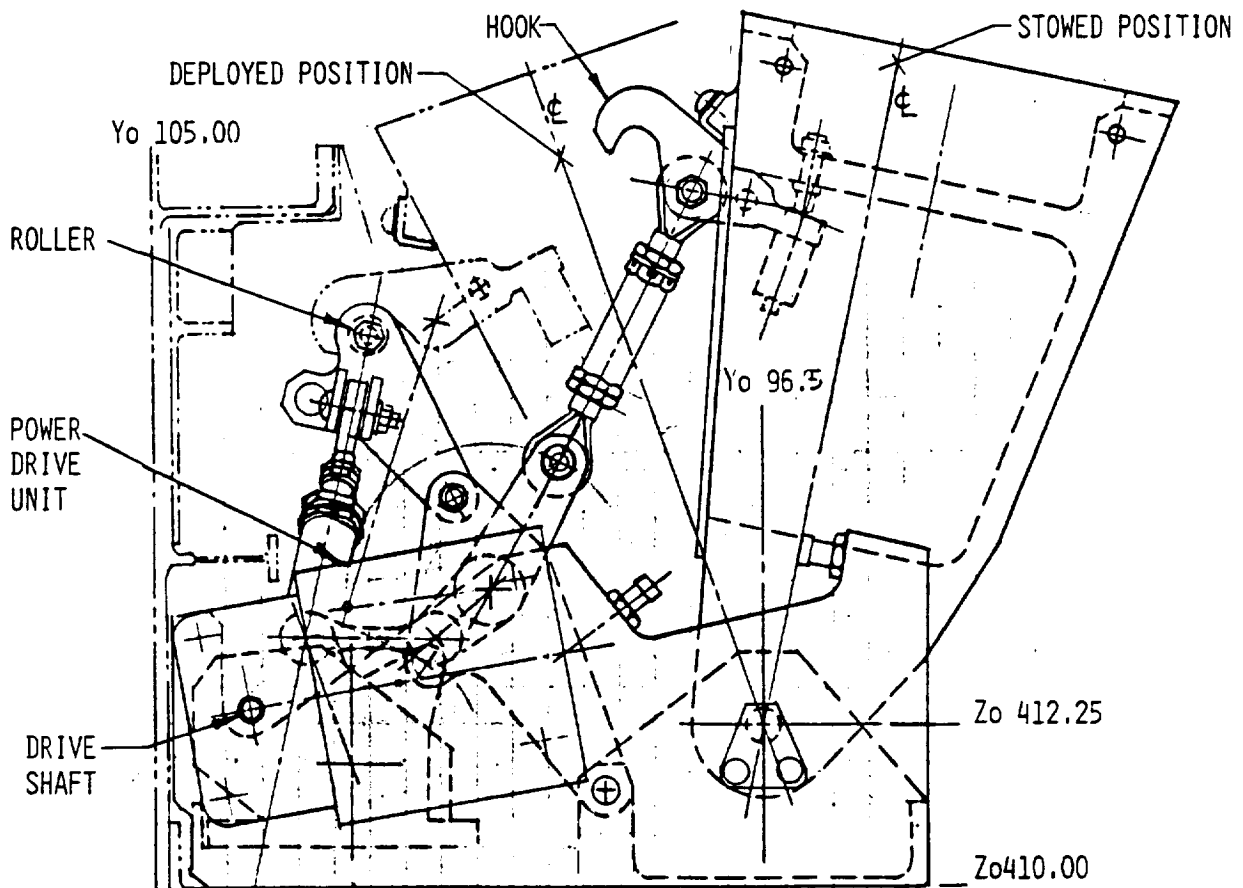 HOOK
STOWED POSITION
DEPLOYED POSITION
℄
℄
Yo 105.00
ROLLER
Yo 96.5
POWER
DRIVE
UNIT
Zo 412.25
DRIVE
SHAFT
Zo410.00